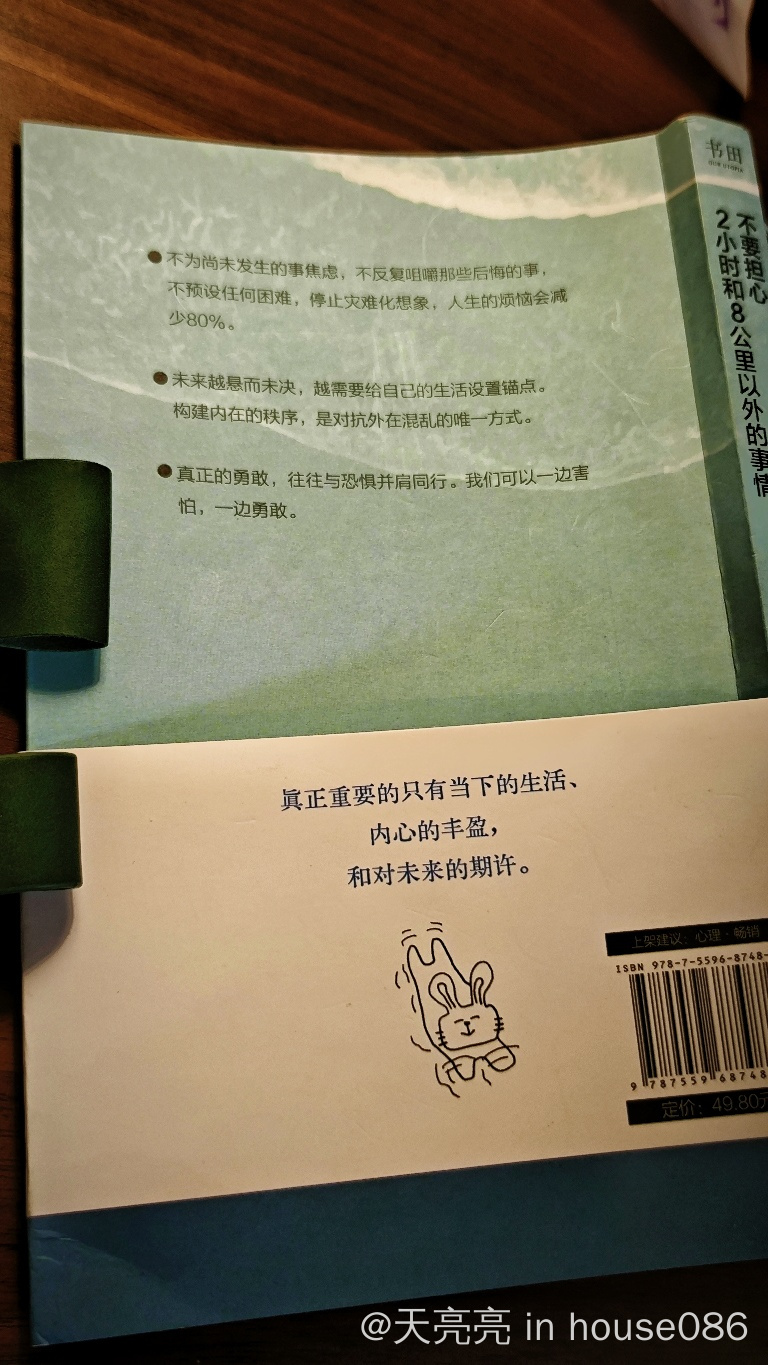 书田
不要担心
2小时和8公里以外的事情
●不为尚未发生的事焦虑，不反复咀嚼那些后悔的事，
不预设任何困难，停止灾难化想象，人生的烦恼会减
少80%。
●未来越悬而未决，越需要给自己的生活设置锚点。
构建内在的秩序，是对抗外在混乱的唯一方式。
●真正的勇敢，往往与恐惧并肩同行。我们可以一边害
怕，一边勇敢。
真正重要的只有当下的生活、
内心的丰盈，
和对未来的期许。
上架建议：心理·畅销
ISBN 978-7-5596-8748-
9 787559 68748
定价：49.80元
@天亮亮 in house086